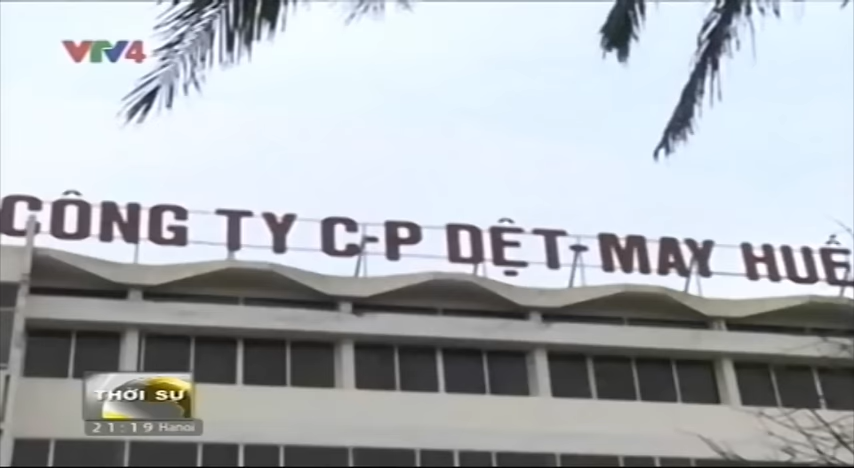 VTV4
CÔNG TY C-P DỆT-MAY HUẾ
THỜI SỰ
21:19 Hanoi